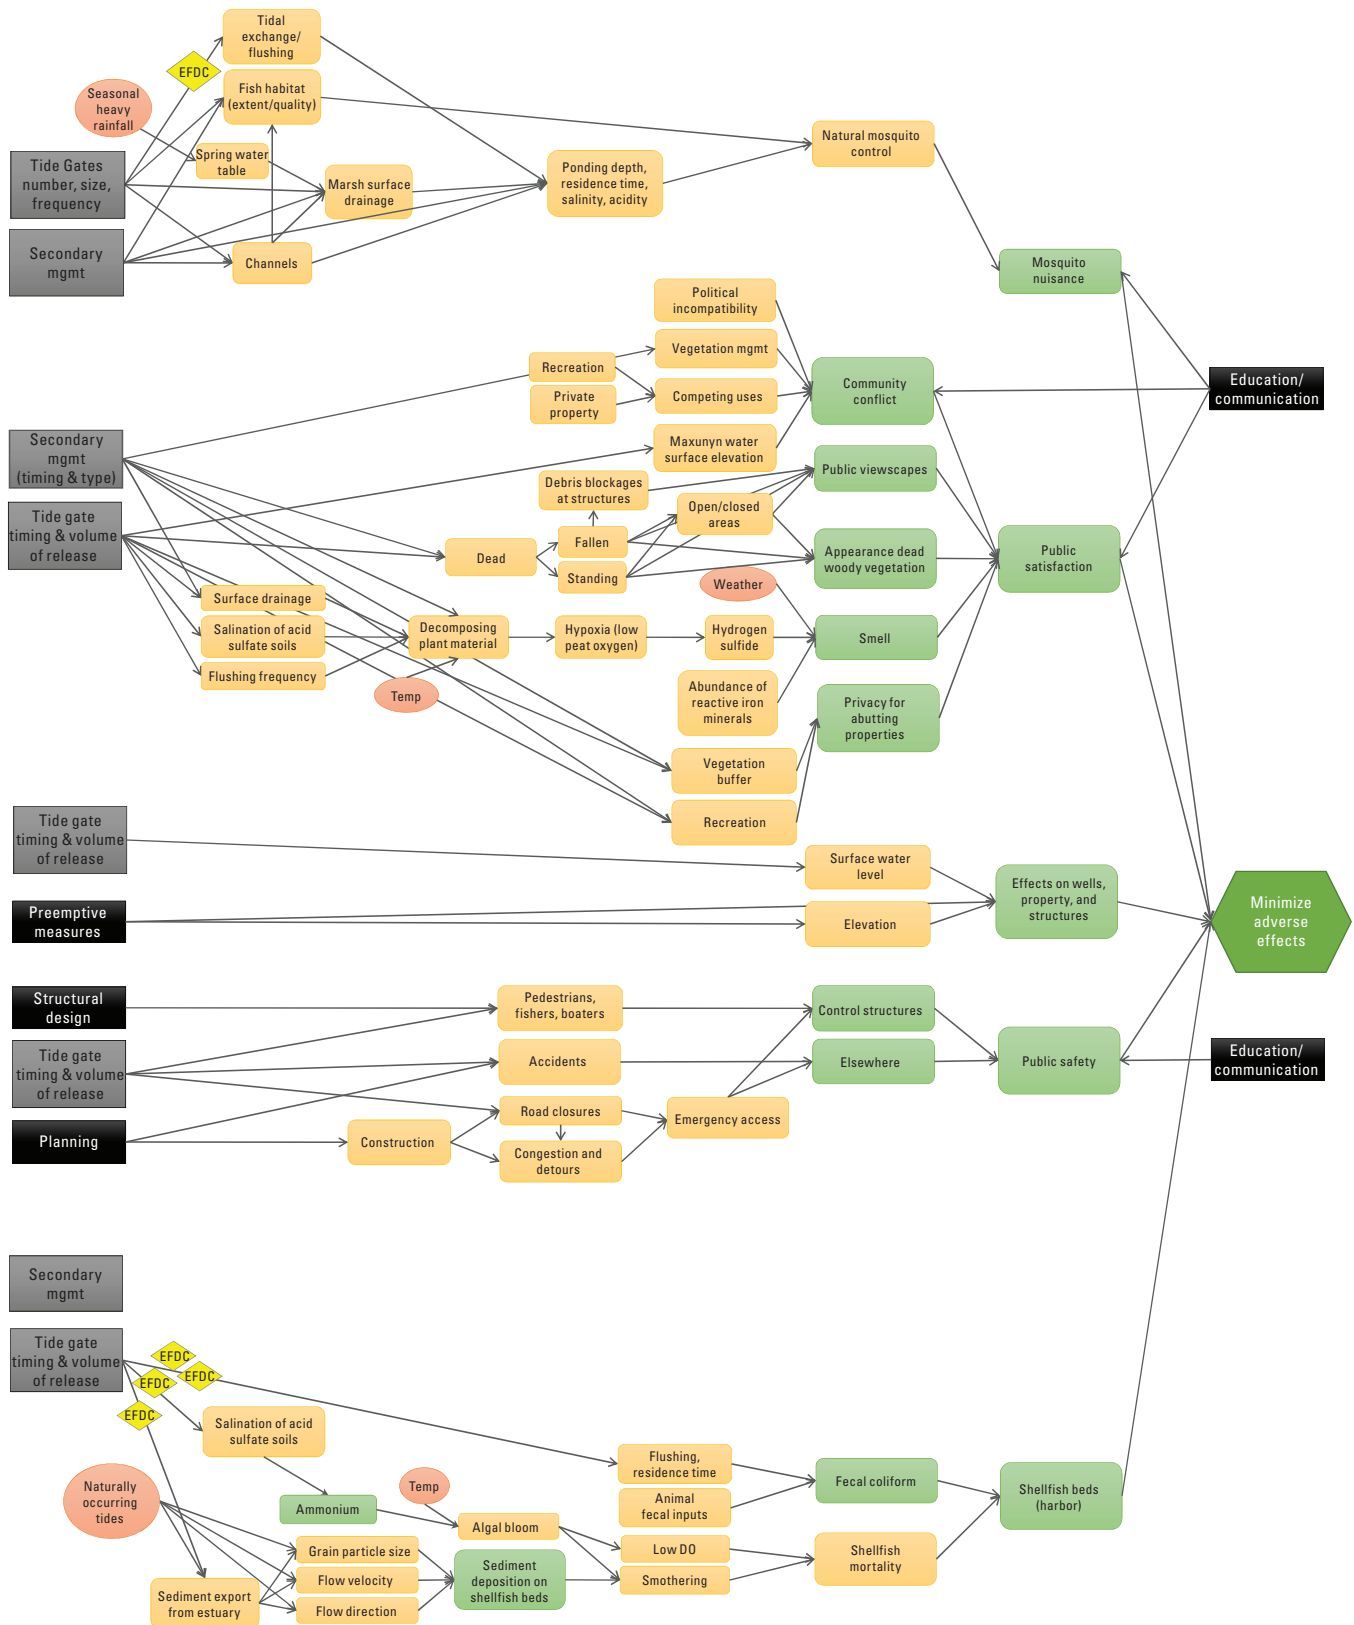 Tidal
exchange/
flushing
EFDC
Seasonal
heavy
rainfall
Fish habitat
(extent/quality)
Natural mosquito
control
Tide Gates
number, size,
frequency
Spring water
table
Marsh surface
drainage
Ponding depth,
residence time,
salinity, acidity
Secondary
mgmt
Channels
Mosquito
nuisance
Political
incompatibility
Vegetation mgmt
Recreation
Private
property
Competing uses
Community
conflict
Education/
communication
Secondary
mgmt
(timing & type)
Maxunyn water
surface elevation
Public viewscapes
Debris blockages
at structures
Open/closed
areas
Tide gate
timing & volume
of release
Dead
Fallen
Standing
Appearance dead
woody vegetation
Public
satisfaction
Weather
Surface drainage
Salination of acid
sulfate soils
Flushing frequency
Decomposing
plant material
Hypoxia (low
peat oxygen)
Hydrogen
sulfide
Smell
Temp
Abundance of
reactive iron
minerals
Privacy for
abutting
properties
Vegetation
buffer
Recreation
Tide gate
timing & volume
of release
Surface water
level
Effects on wells,
property, and
structures
Preemptive
measures
Elevation
Minimize
adverse
effects
Structural
design
Pedestrians,
fishers, boaters
Control structures
Tide gate
timing & volume
of release
Accidents
Elsewhere
Public safety
Education/
communication
Planning
Construction
Road closures
Congestion and
detours
Emergency access
Secondary
mgmt
Tide gate
timing & volume
of release
EFDC
EFDC
EFDC
EFDC
Salination of acid
sulfate soils
Flushing,
residence time
Animal
fecal inputs
Fecal coliform
Shellfish beds
(harbor)
Naturally
occurring
tides
Ammonium
Temp
Algal bloom
Grain particle size
Flow velocity
Flow direction
Sediment
deposition on
shellfish beds
Low DO
Smothering
Shellfish
mortality
Sediment export
from estuary